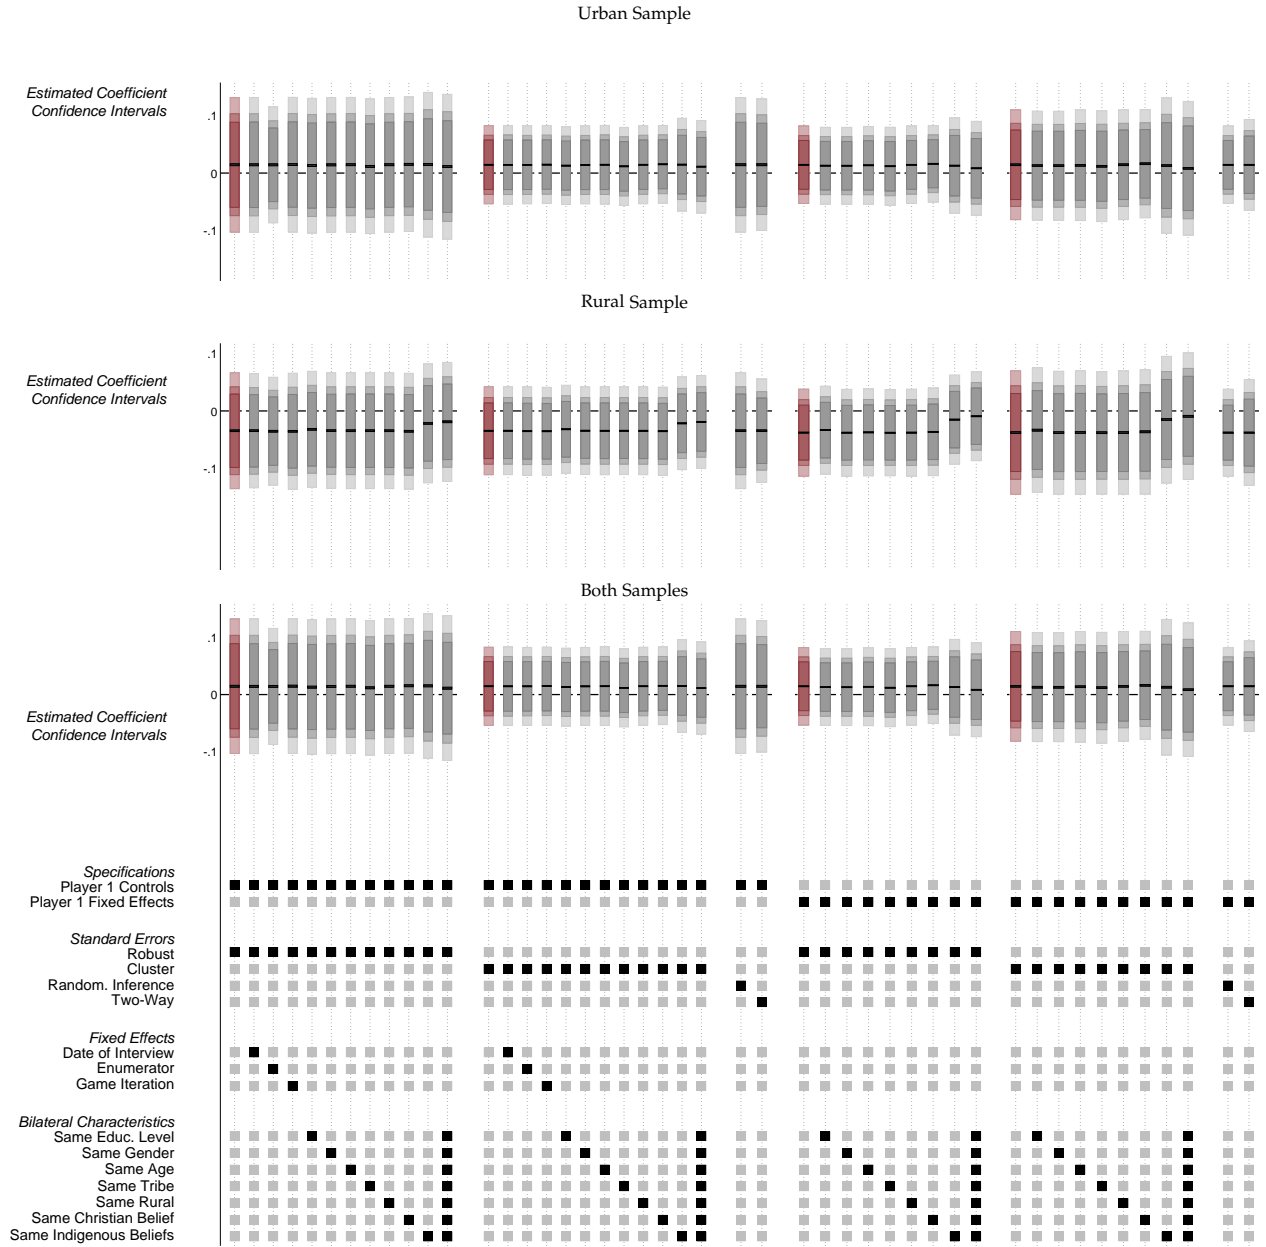 Urban Sample
Estimated Coefficient
Confidence Intervals
.1
0
-.1
Rural Sample
.1
Estimated Coefficient
Confidence Intervals
0
-.1
Both Samples
.1
0
Estimated Coefficient
Confidence Intervals
-.1
Specifications
Player 1 Controls
Player 1 Fixed Effects
Standard Errors
Robust
Cluster
Random. Inference
Two-Way
Fixed Effects
Date of Interview
Enumerator
Game Iteration
Bilateral Characteristics
Same Educ. Level
Same Gender
Same Age
Same Tribe
Same Rural
Same Christian Belief
Same Indigenous Beliefs